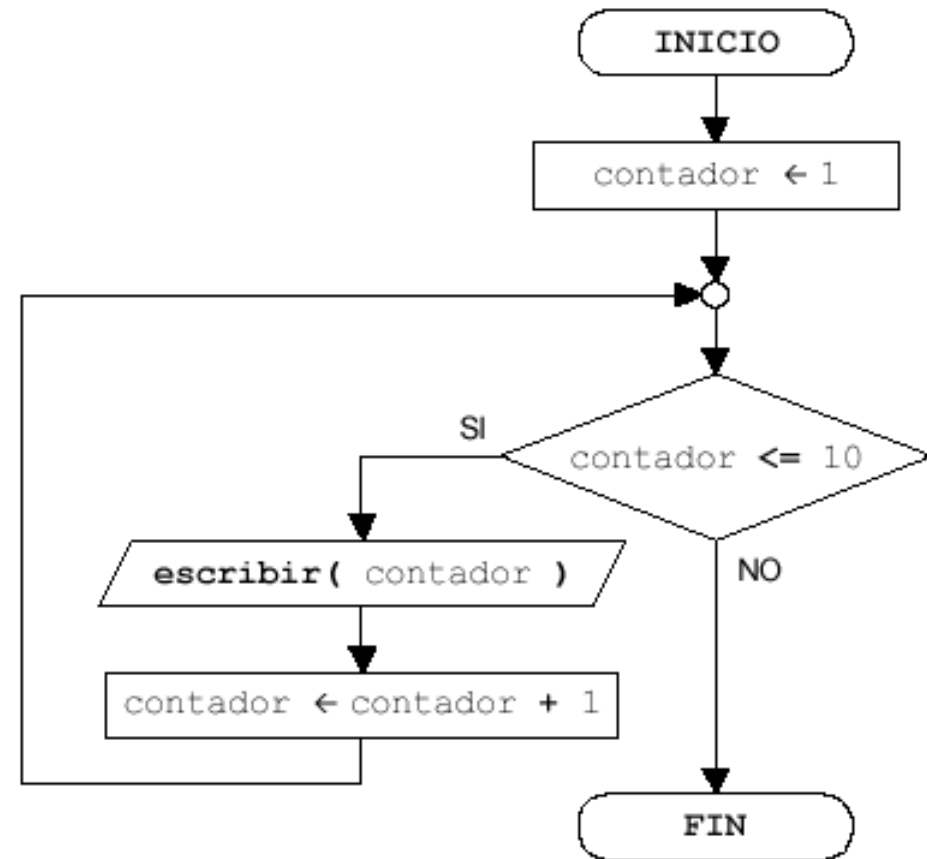 INICIO
contador ← 1
SI
contador <= 10
escribir( contador )
NO
contador ← contador + 1
FIN